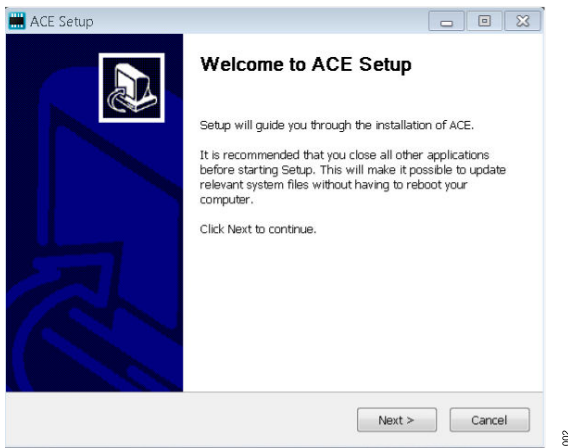 ACE Setup
Welcome to ACE Setup
Setup will guide you through the installation of ACE.
It is recommended that you close all other applications
before starting Setup. This will make it possible to update
relevant system files without having to reboot your
computer.
Click Next to continue.
Next >
Cancel
002